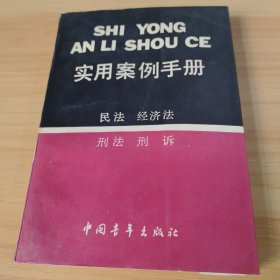 SHI YONG
AN LI SHOU CE
实用案例手册
民法 经济法
刑法 刑诉
中国青年出版社